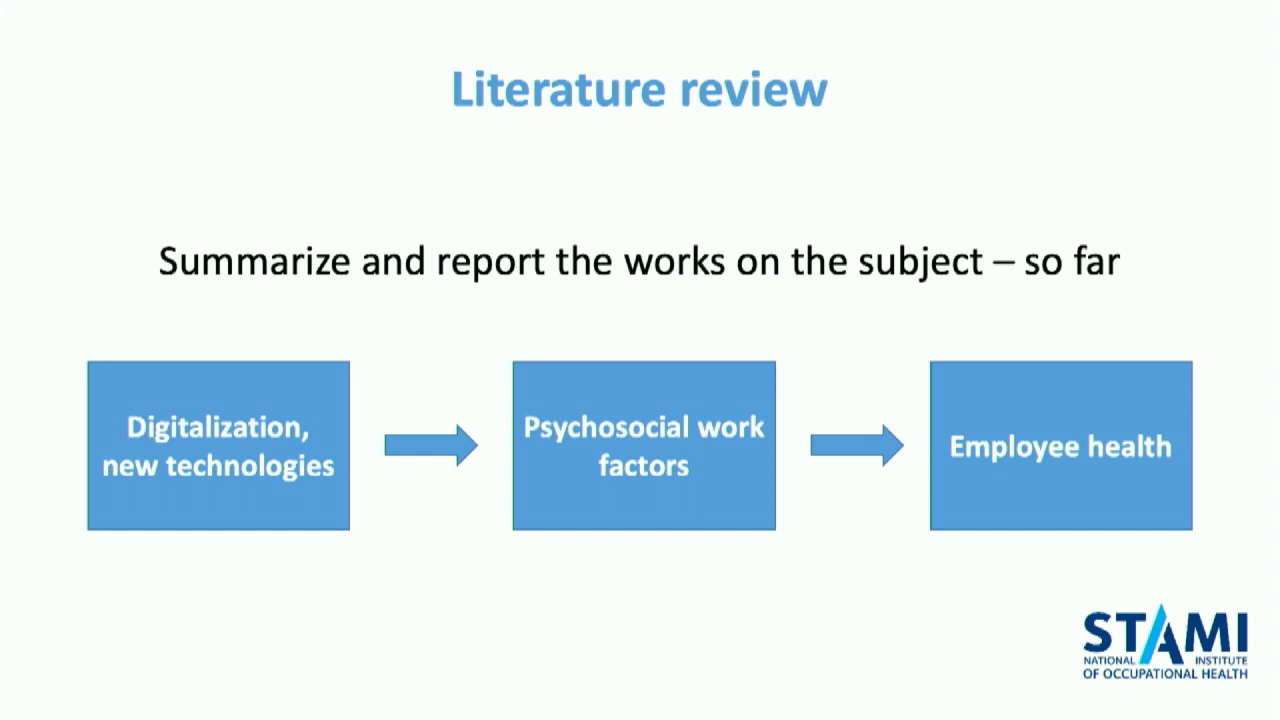 Literature review
Summarize and report the works on the subject – so far
Digitalization,
new technologies
Psychosocial work
factors
Employee health
STAMI
NATIONAL INSTITUTE
OF OCCUPATIONAL HEALTH